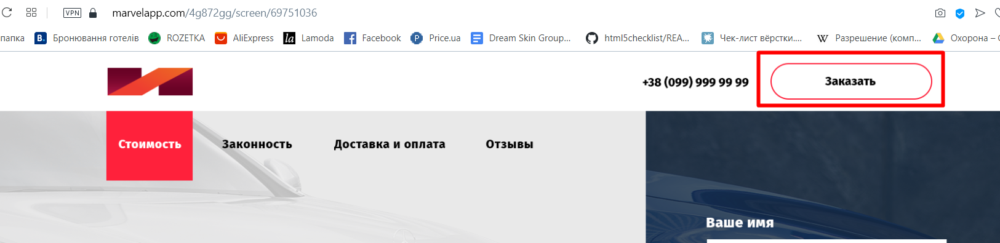 VPN marvelapp.com/4g872gg/screen/69751036
папка B. Бронювання готелів ROZETKA AliExpress la Lamoda Facebook P Price.ua Dream Skin Group... html5checklist/REA... Чек-лист вёрстки.... W Разрешение (комп... Охорона – С
+38 (099) 999 99 99 Заказать
Стоимость Законность Доставка и оплата Отзывы
Ваше имя